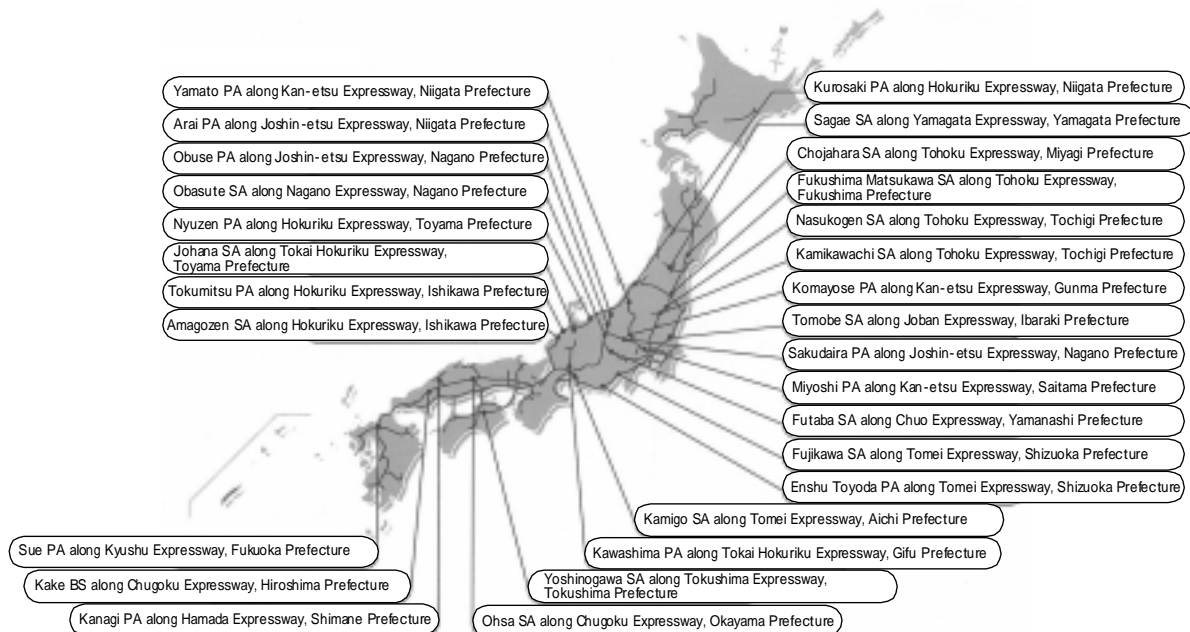 Yamato PA along Kan-etsu Expressway, Niigata Prefecture
Arai PA along Joshin-etsu Expressway, Niigata Prefecture
Obuse PA along Joshin-etsu Expressway, Nagano Prefecture
Obasute SA along Nagano Expressway, Nagano Prefecture
Nyuzen PA along Hokuriku Expressway, Toyama Prefecture
Johana SA along Tokai Hokuriku Expressway,
Toyama Prefecture
Tokumitsu PA along Hokuriku Expressway, Ishikawa Prefecture
Amagozen SA along Hokuriku Expressway, Ishikawa Prefecture
Kurosaki PA along Hokuriku Expressway, Niigata Prefecture
Sagae SA along Yamagata Expressway, Yamagata Prefecture
Chojahara SA along Tohoku Expressway, Miyagi Prefecture
Fukushima Matsukawa SA along Tohoku Expressway,
Fukushima Prefecture
Nasukogen SA along Tohoku Expressway, Tochigi Prefecture
Kamikawachi SA along Tohoku Expressway, Tochigi Prefecture
Komayose PA along Kan-etsu Expressway, Gunma Prefecture
Tomobe SA along Joban Expressway, Ibaraki Prefecture
Sakudaira PA along Joshin-etsu Expressway, Nagano Prefecture
Miyoshi PA along Kan-etsu Expressway, Saitama Prefecture
Futaba SA along Chuo Expressway, Yamanashi Prefecture
Fujikawa SA along Tomei Expressway, Shizuoka Prefecture
Enshu Toyoda PA along Tomei Expressway, Shizuoka Prefecture
Kamigo SA along Tomei Expressway, Aichi Prefecture
Kawashima PA along Tokai Hokuriku Expressway, Gifu Prefecture
Yoshinogawa SA along Tokushima Expressway,
Tokushima Prefecture
Ohsa SA along Chugoku Expressway, Okayama Prefecture
Sue PA along Kyushu Expressway, Fukuoka Prefecture
Kake BS along Chugoku Expressway, Hiroshima Prefecture
Kanagi PA along Hamada Expressway, Shimane Prefecture